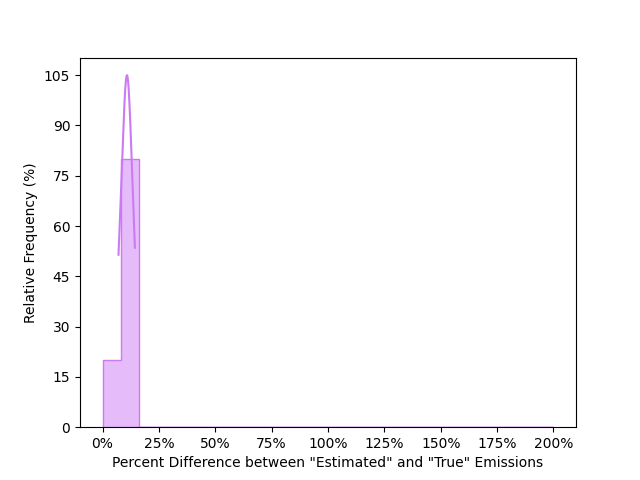 105
90
75
60
45
30
15
0
Relative Frequency (%)
0% 25% 50% 75% 100% 125% 150% 175% 200%
Percent Difference between "Estimated" and "True" Emissions